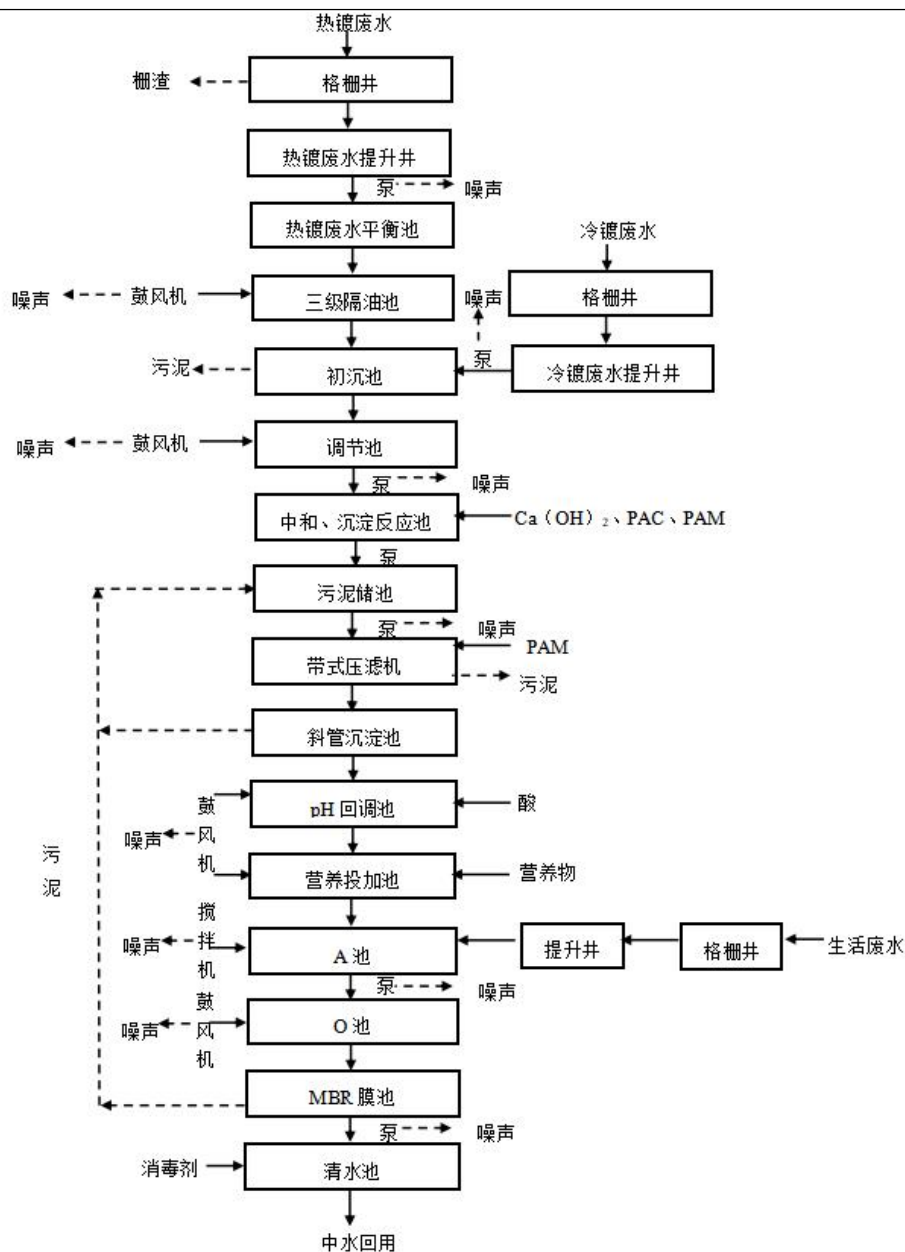 热镀废水
栅渣
格栅井
热镀废水提升井
泵
噪声
热镀废水平衡池
冷镀废水
噪声
鼓风机
三级隔油池
噪声
格栅井
污泥
初沉池
泵
冷镀废水提升井
噪声
鼓风机
调节池
泵
噪声
中和、沉淀反应池
Ca(OH)₂、PAC、PAM
泵
污泥储池
泵
噪声
带式压滤机
PAM
污泥
斜管沉淀池
鼓风机
pH 回调池
酸
噪声
污泥
营养投加池
营养物
搅拌机
噪声
A 池
提升井
格栅井
生活废水
泵
噪声
鼓风机
噪声
O 池
MBR 膜池
泵
噪声
消毒剂
清水池
中水回用